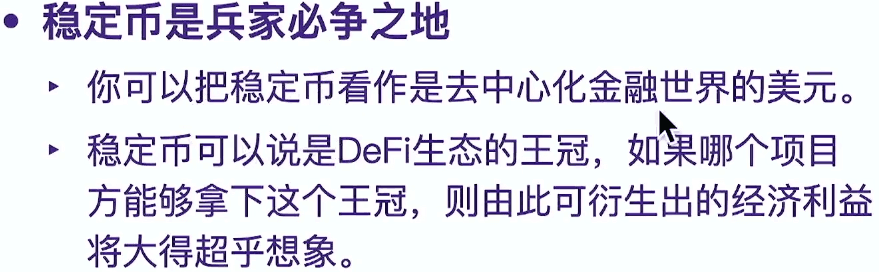 • 稳定币是兵家必争之地
‣ 你可以把稳定币看作是去中心化金融世界的美元。
‣ 稳定币可以说是DeFi生态的王冠，如果哪个项目
方能够拿下这个王冠，则由此可衍生出的经济利益
将大得超乎想象。